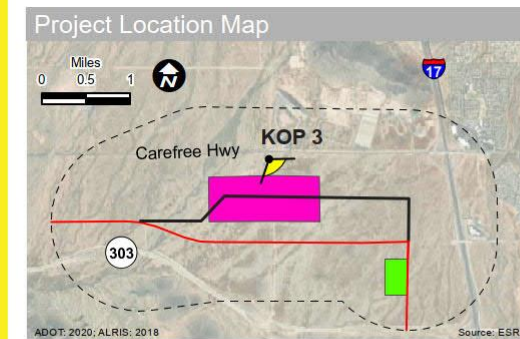 Project Location Map
Miles
0 0.5 1
N
17
KOP 3
Carefree Hwy
303
ADOT: 2020; ALRIS: 2018
Source: ESR